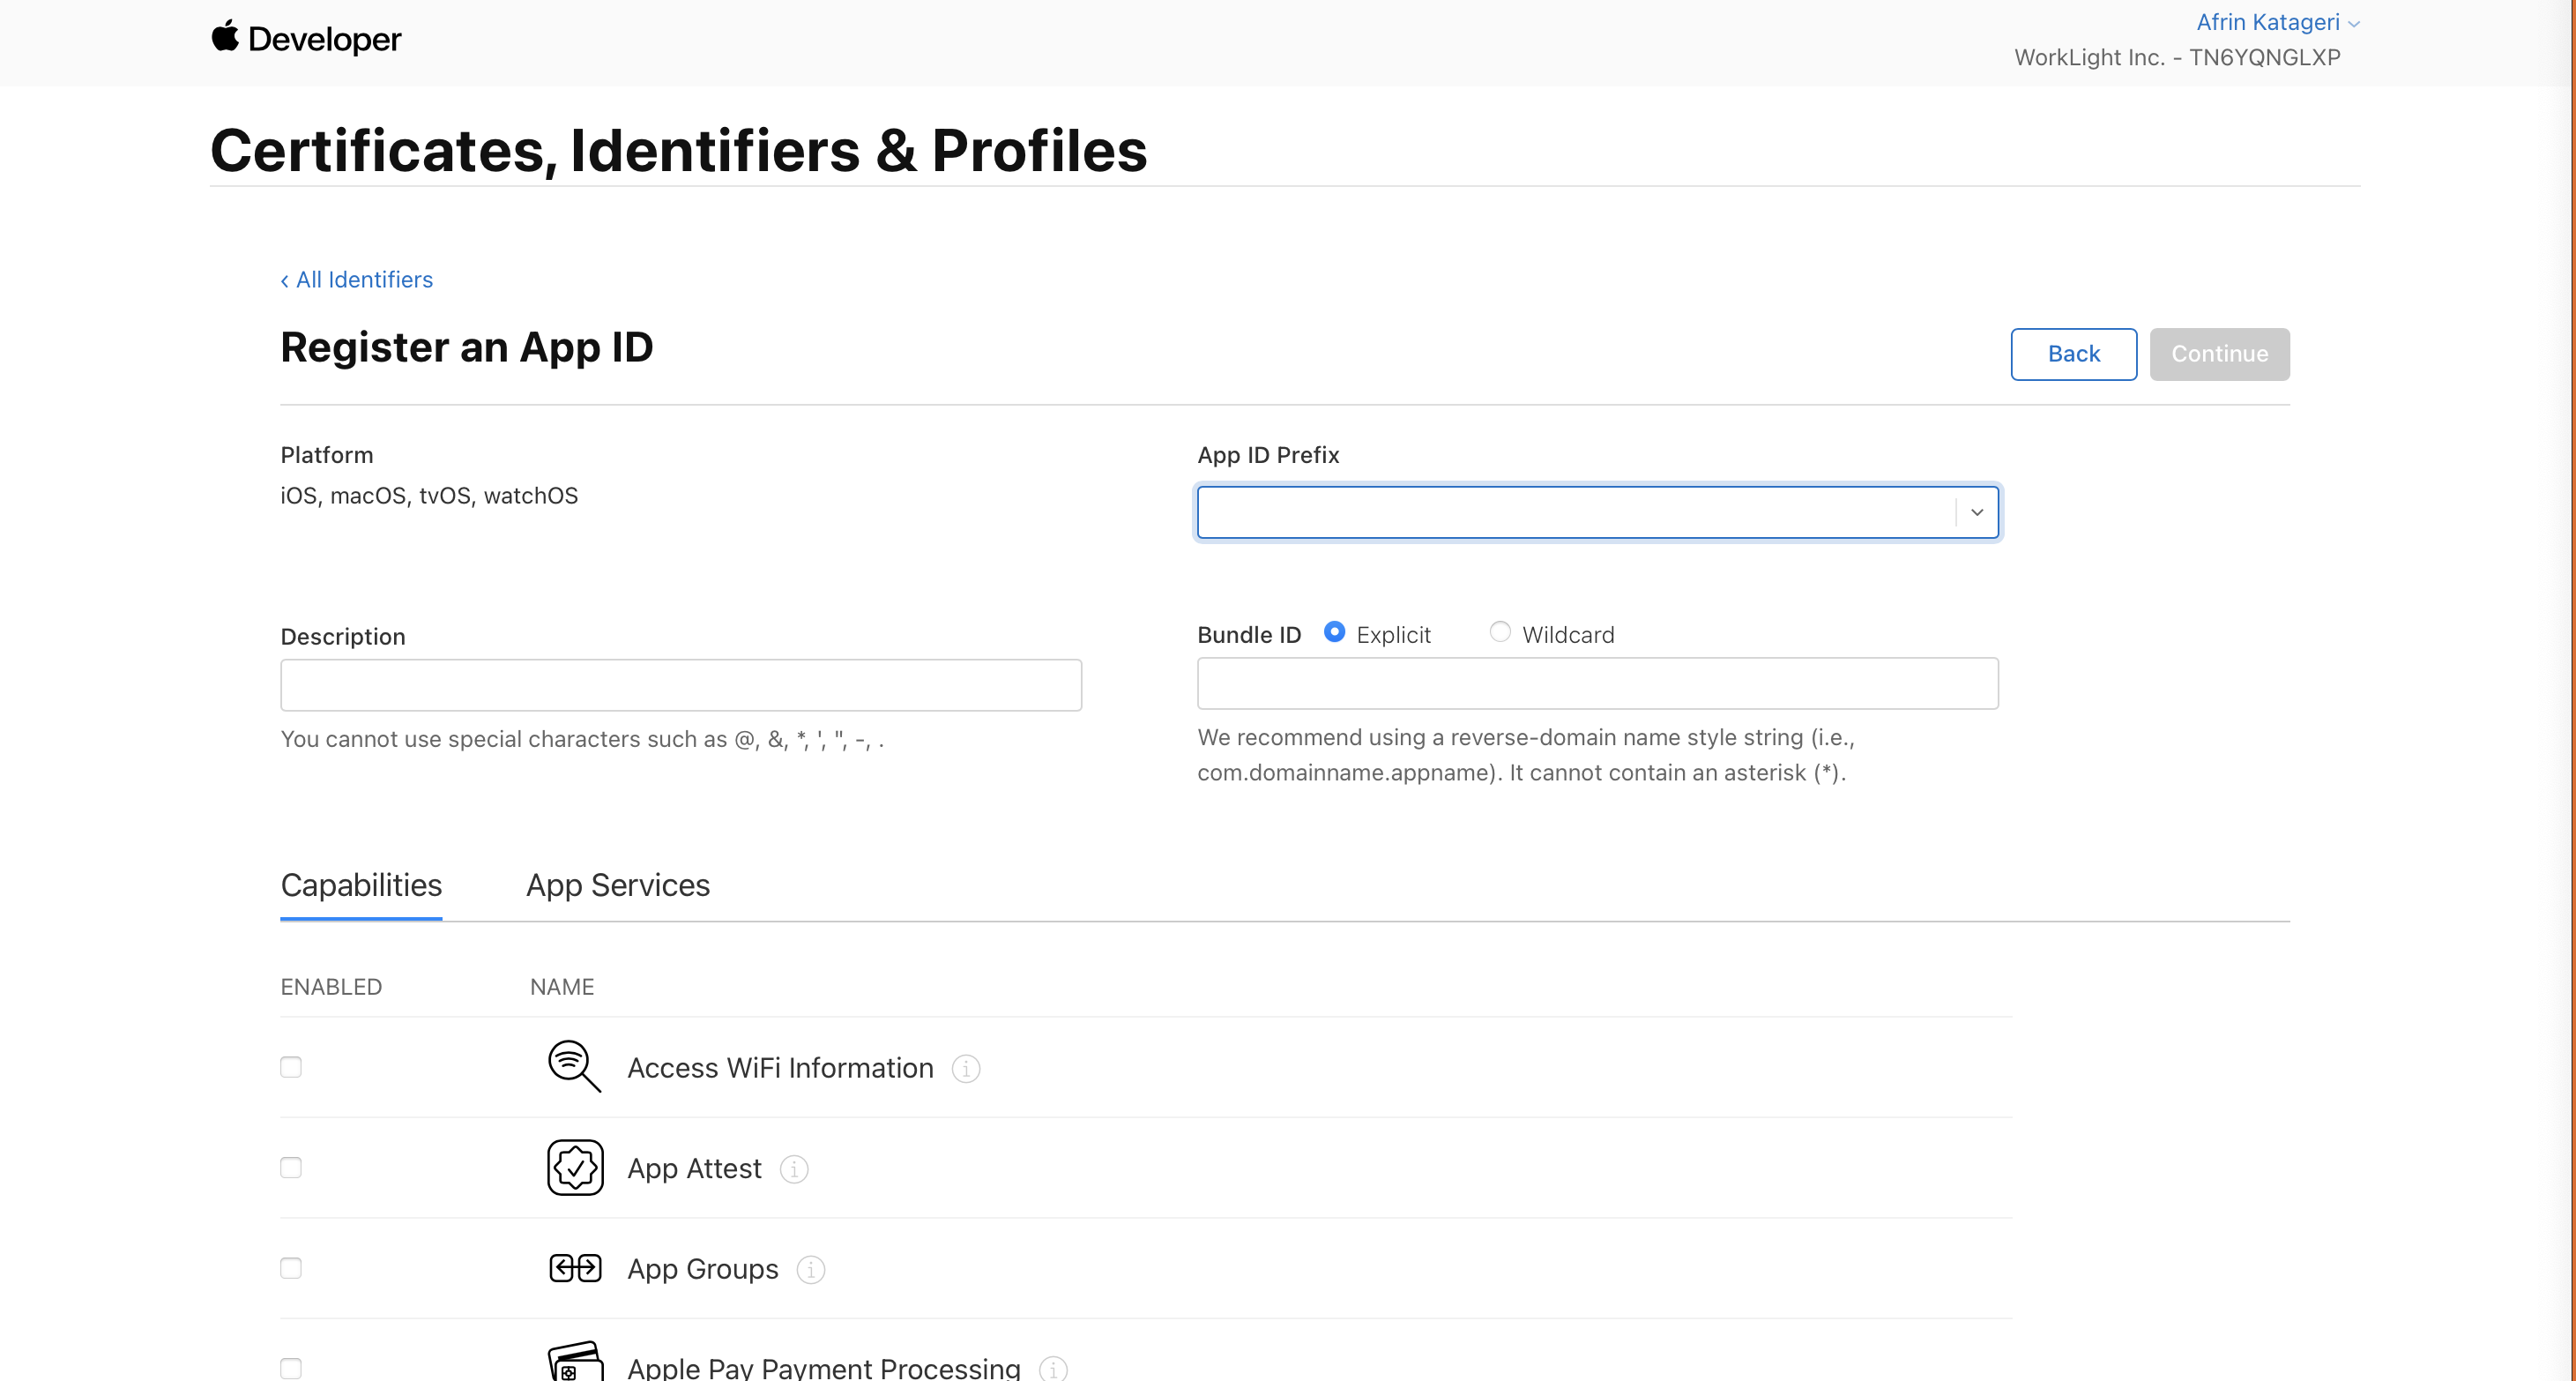 Developer
Afrin Katageri
WorkLight Inc. - TN6YQNGLXP
Certificates, Identifiers & Profiles
‹ All Identifiers
Register an App ID
Back
Continue
Platform
iOS, macOS, tvOS, watchOS
App ID Prefix
Description
You cannot use special characters such as @, &, *, ', ", -, .
Bundle ID
Explicit
Wildcard
We recommend using a reverse-domain name style string (i.e.,
com.domainname.appname). It cannot contain an asterisk (*).
Capabilities
App Services
ENABLED
NAME
Access WiFi Information
App Attest
App Groups
Apple Pay Payment Processing